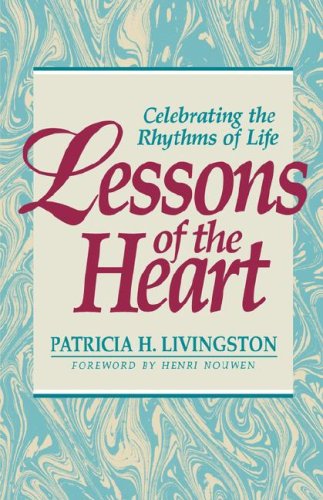 Celebrating the
Rhythms of Life
Lessons
of the
Heart
PATRICIA H. LIVINGSTON
FOREWORD BY HENRI NOUWEN